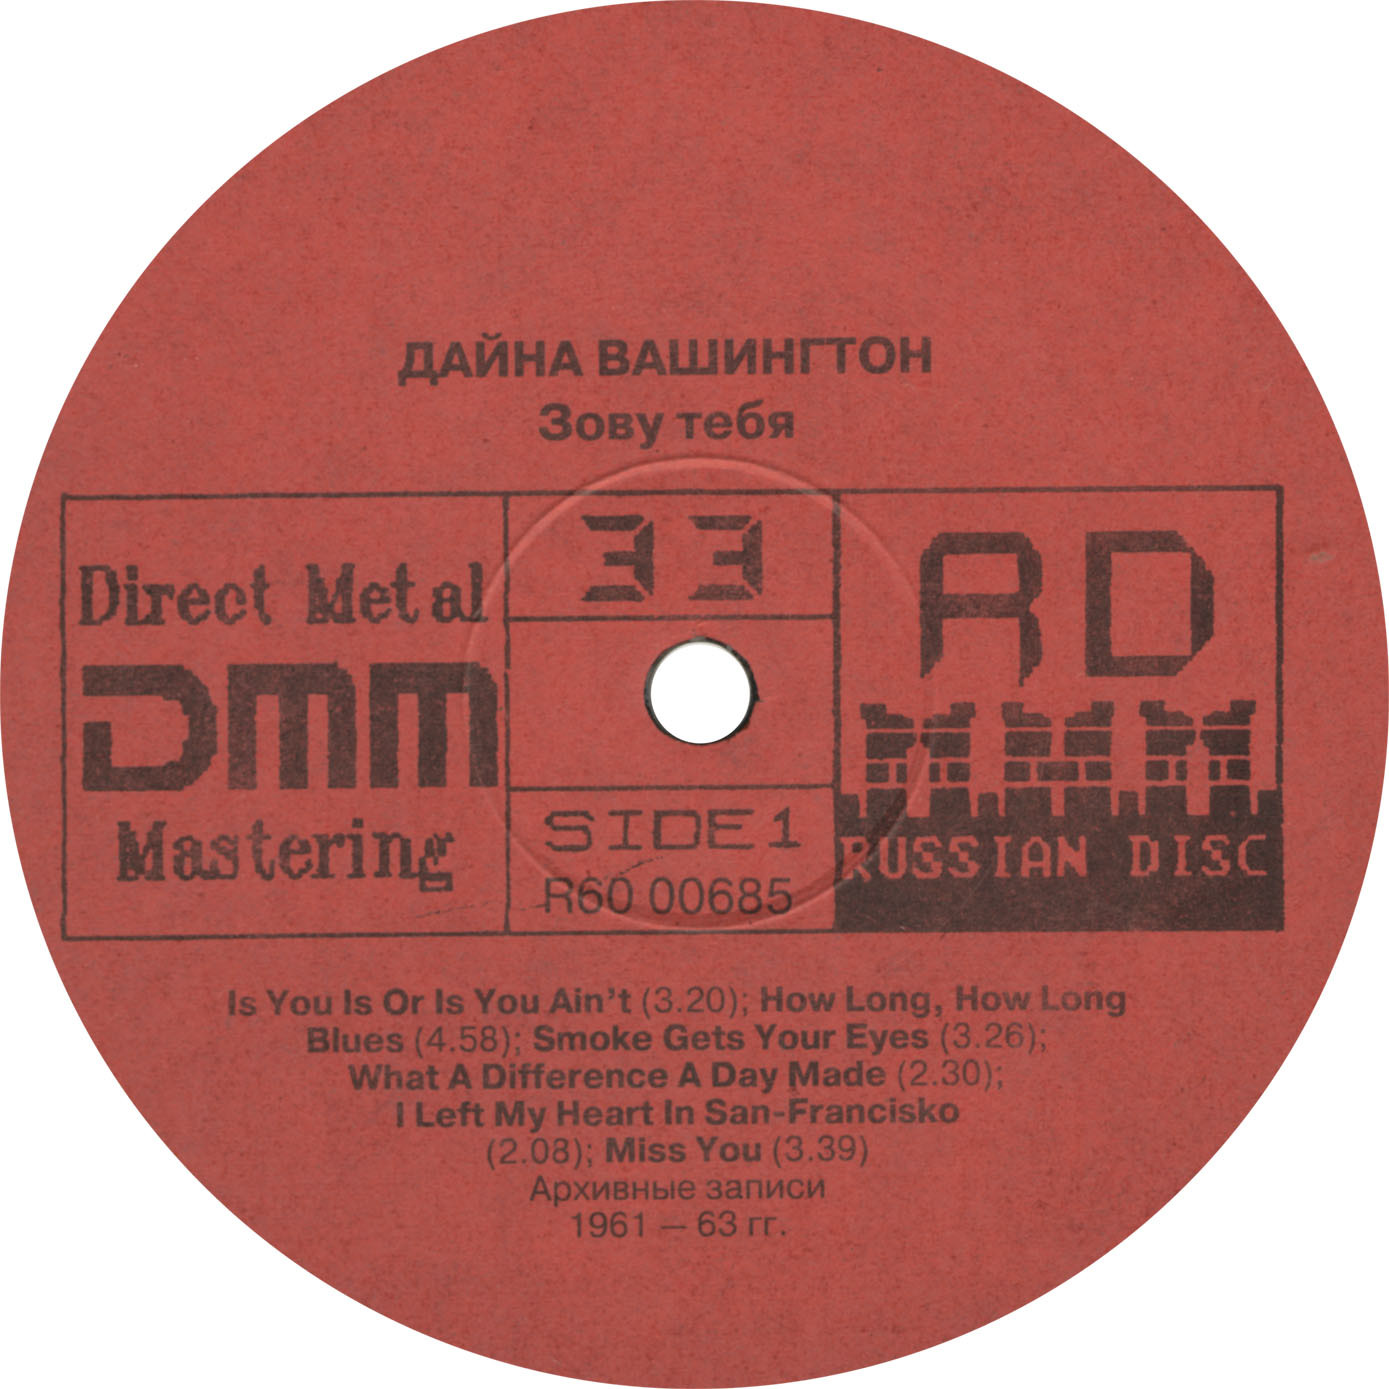 ДАЙНА ВАШИНГТОН
Зову тебя
Direct Metal
DMM
Mastering
33
SIDE 1
R60 00685
RD
RUSSIAN DISC
Is You Is Or Is You Ain't (3.20); How Long, How Long
Blues (4.58); Smoke Gets Your Eyes (3.26);
What A Difference A Day Made (2.30);
I Left My Heart In San-Francisko
(2.08); Miss You (3.39)
Архивные записи
1961 — 63 гг.